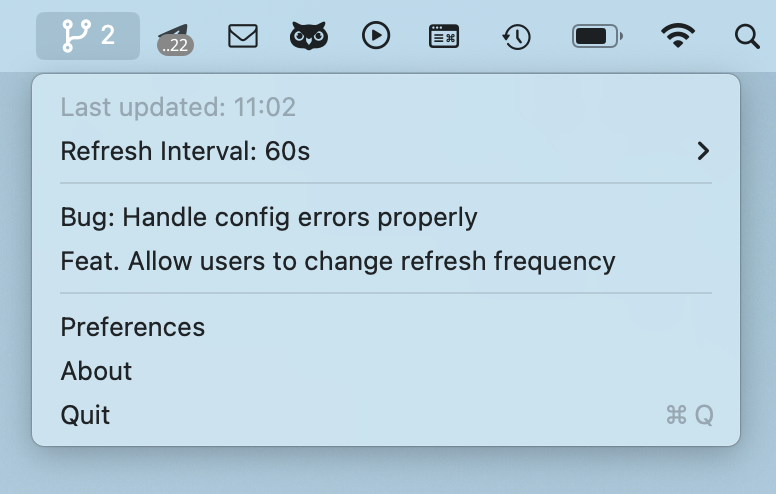 2
..22
Last updated: 11:02
Refresh Interval: 60s
Bug: Handle config errors properly
Feat. Allow users to change refresh frequency
Preferences
About
Quit ⌘ Q